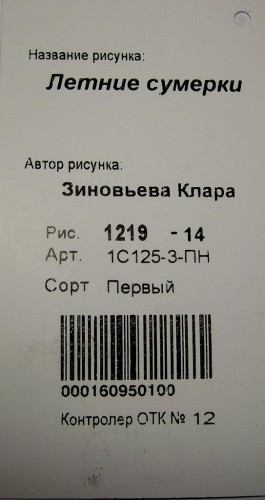 Название рисунка:
Летние сумерки
Автор рисунка:
Зиновьева Клара
Рис. 1219 - 14
Арт. 1С125-3-ПН
Сорт Первый
000160950100
Контролер ОТК № 12